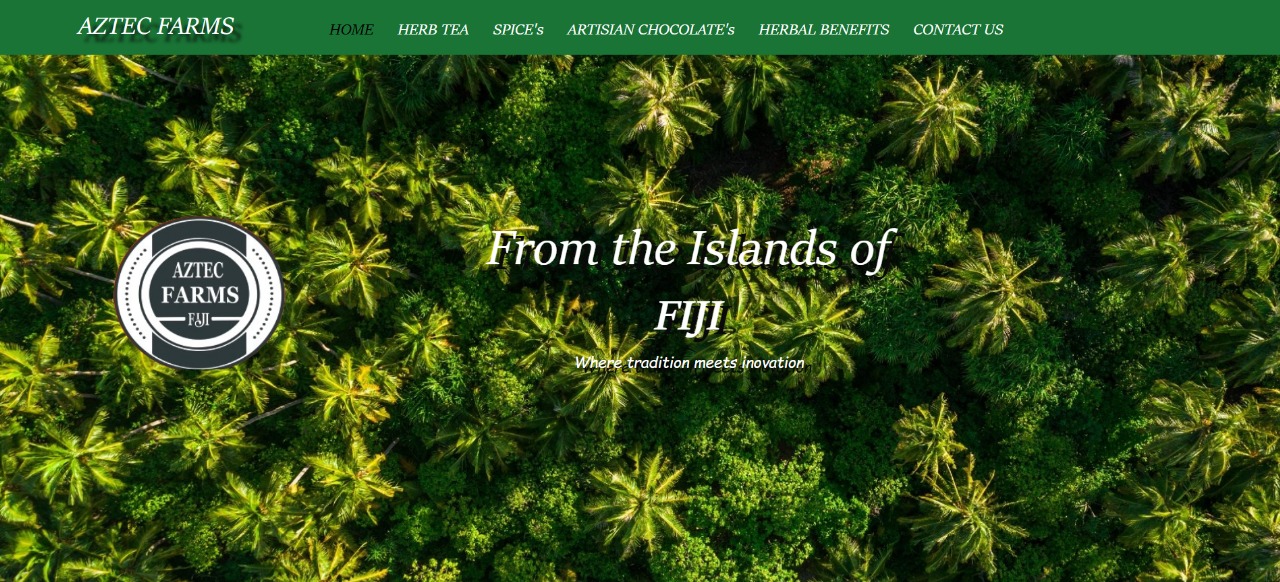 AZTEC FARMS
HOME HERB TEA SPICE's ARTISIAN CHOCOLATE's HERBAL BENEFITS CONTACT US
From the Islands of
FIJI
Where tradition meets inovation
AZTEC
FARMS
FIJI